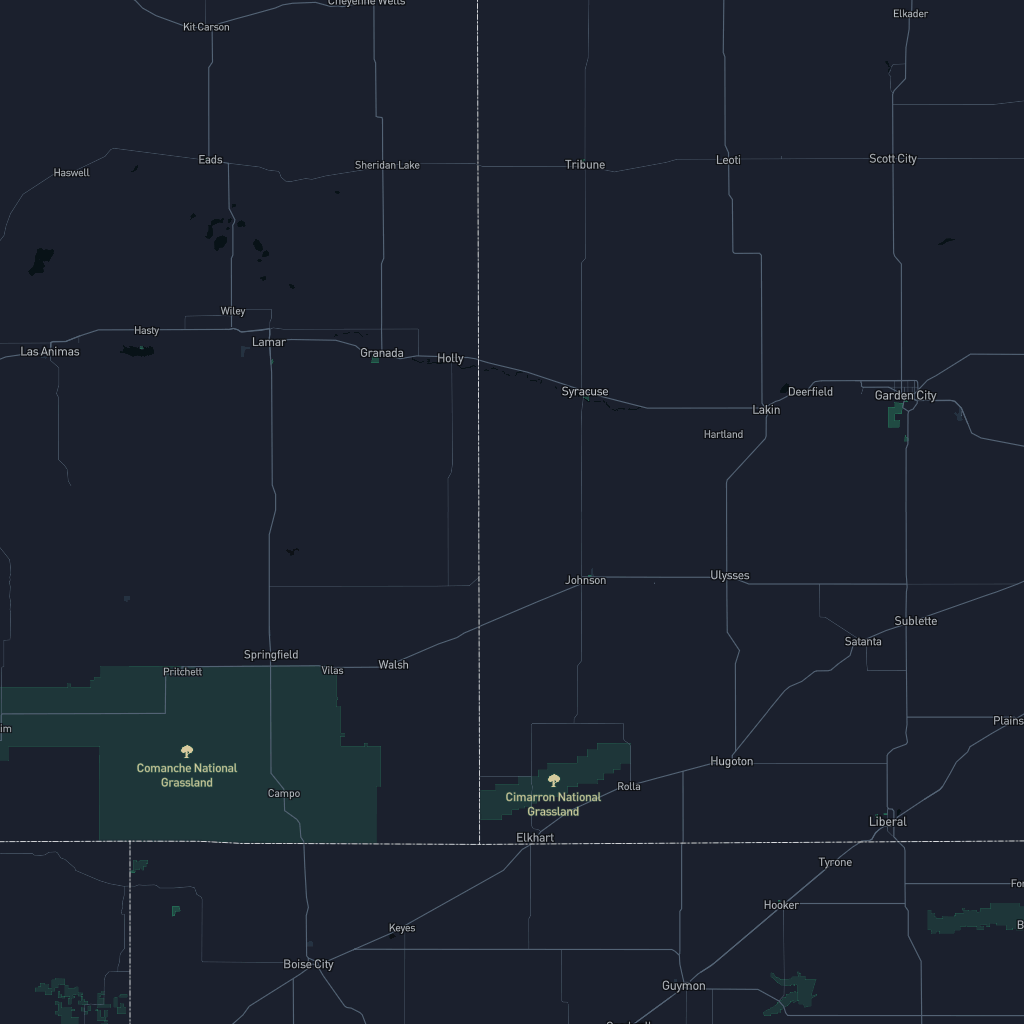 Cheyenne Wells
Elkader
Kit Carson
Eads
Sheridan Lake
Tribune
Leoti
Scott City
Haswell
Wiley
Hasty
Lamar
Las Animas
Granada
Holly
Syracuse
Deerfield
Garden City
Lakin
Hartland
Johnson
Ulysses
Sublette
Satanta
Springfield
Pritchett
Vilas
Walsh
im
Plains
Comanche National
Grassland
Hugoton
Campo
Rolla
Cimarron National
Grassland
Liberal
Elkhart
Tyrone
Hooker
For
B
Keyes
Boise City
Guymon